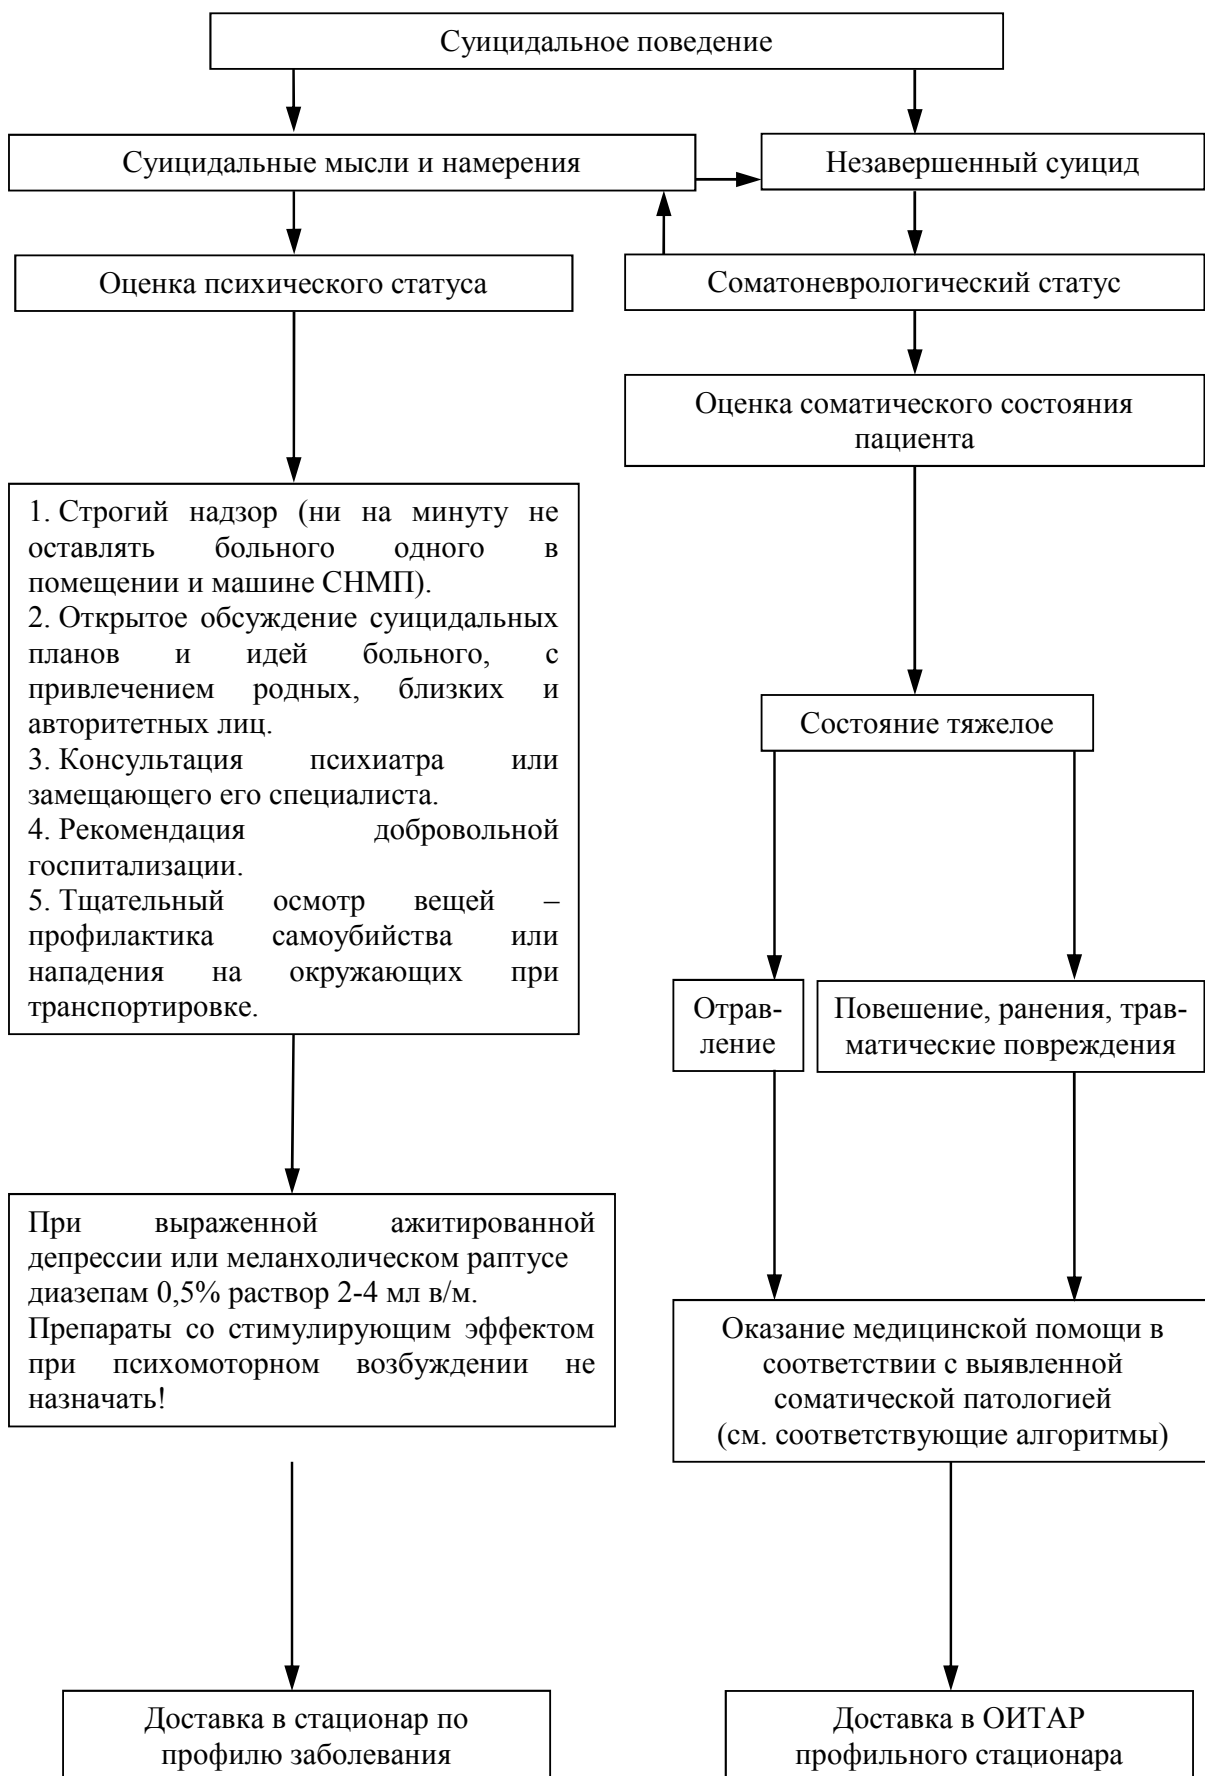 Суицидальное поведение
Суицидальные мысли и намерения
Незавершенный суицид
Оценка психического статуса
Соматоневрологический статус
Оценка соматического состояния
пациента
1. Строгий надзор (ни на минуту не
оставлять больного одного в
помещении и машине СНМП).
2. Открытое обсуждение суицидальных
планов и идей больного, с
привлечением родных, близких и
авторитетных лиц.
3. Консультация психиатра или
замещающего его специалиста.
4. Рекомендация добровольной
госпитализации.
5. Тщательный осмотр вещей –
профилактика самоубийства или
нападения на окружающих при
транспортировке.
Состояние тяжелое
Отрав-
ление
Повешение, ранения, трав-
матические повреждения
При выраженной ажитированной
депрессии или меланхолическом раптусе
диазепам 0,5% раствор 2-4 мл в/м.
Препараты со стимулирующим эффектом
при психомоторном возбуждении не
назначать!
Оказание медицинской помощи в
соответствии с выявленной
соматической патологией
(см. соответствующие алгоритмы)
Доставка в стационар по
профилю заболевания
Доставка в ОИТАР
профильного стационара